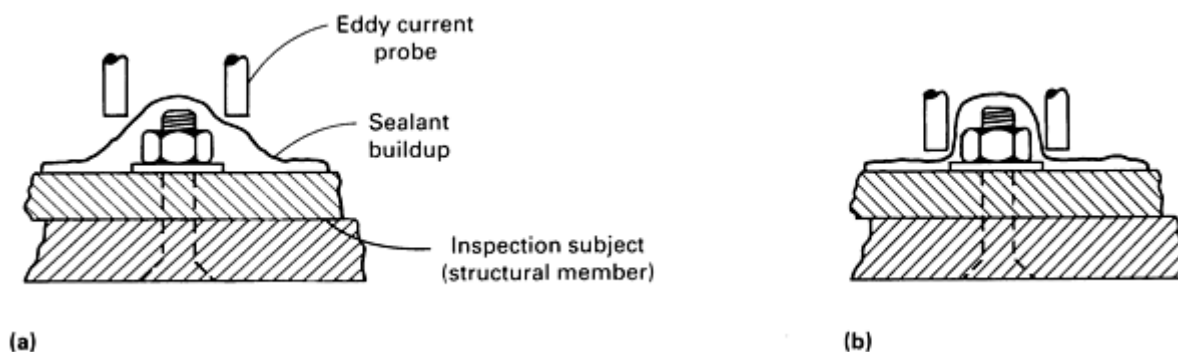 Eddy current
probe
Sealant
buildup
Inspection subject
(structural member)
(a)
(b)